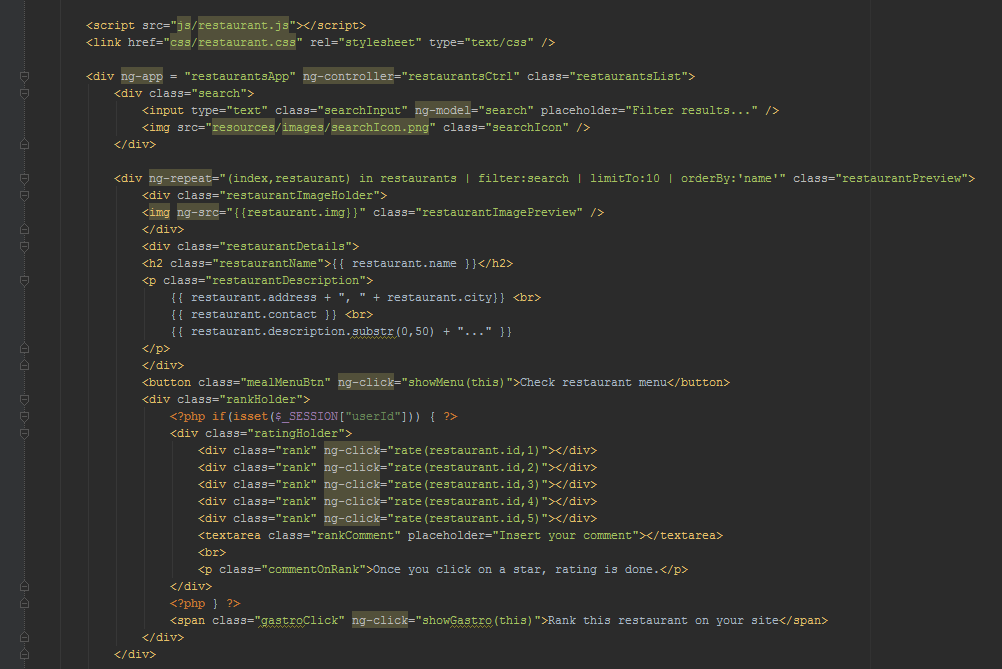 <script src="js/restaurant.js"></script>
<link href="css/restaurant.css" rel="stylesheet" type="text/css" />
<div ng-app = "restaurantsApp" ng-controller="restaurantsCtrl" class="restaurantsList">
<div class="search">
<input type="text" class="searchInput" ng-model="search" placeholder="Filter results..." />
<img src="resources/images/searchIcon.png" class="searchIcon" />
</div>
<div ng-repeat="(index,restaurant) in restaurants | filter:search | limitTo:10 | orderBy:'name'" class="restaurantPreview">
<div class="restaurantImageHolder">
<img ng-src="{{restaurant.img}}" class="restaurantImagePreview" />
</div>
<div class="restaurantDetails">
<h2 class="restaurantName">{{ restaurant.name }}</h2>
<p class="restaurantDescription">
{{ restaurant.address + ", " + restaurant.city}} <br>
{{ restaurant.contact }} <br>
{{ restaurant.description.substr(0,50) + "..." }}
</p>
</div>
<button class="mealMenuBtn" ng-click="showMenu(this)">Check restaurant menu</button>
<div class="rankHolder">
<?php if(isset($_SESSION["userId"])) { ?>
<div class="ratingHolder">
<div class="rank" ng-click="rate(restaurant.id,1)"></div>
<div class="rank" ng-click="rate(restaurant.id,2)"></div>
<div class="rank" ng-click="rate(restaurant.id,3)"></div>
<div class="rank" ng-click="rate(restaurant.id,4)"></div>
<div class="rank" ng-click="rate(restaurant.id,5)"></div>
<textarea class="rankComment" placeholder="Insert your comment"></textarea>
<br>
<p class="commentOnRank">Once you click on a star, rating is done.</p>
</div>
<?php } ?>
<span class="gastroClick" ng-click="showGastro(this)">Rank this restaurant on your site</span>
</div>
</div>